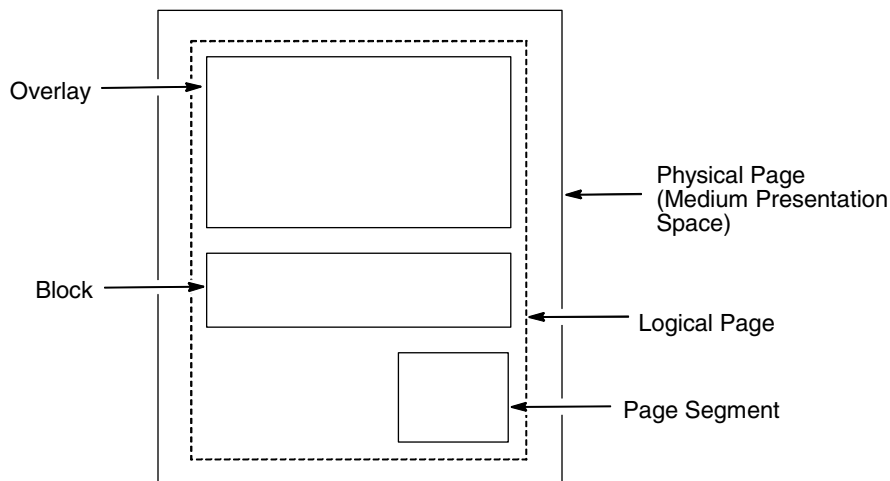 Overlay
Physical Page
(Medium Presentation
Space)
Block
Logical Page
Page Segment